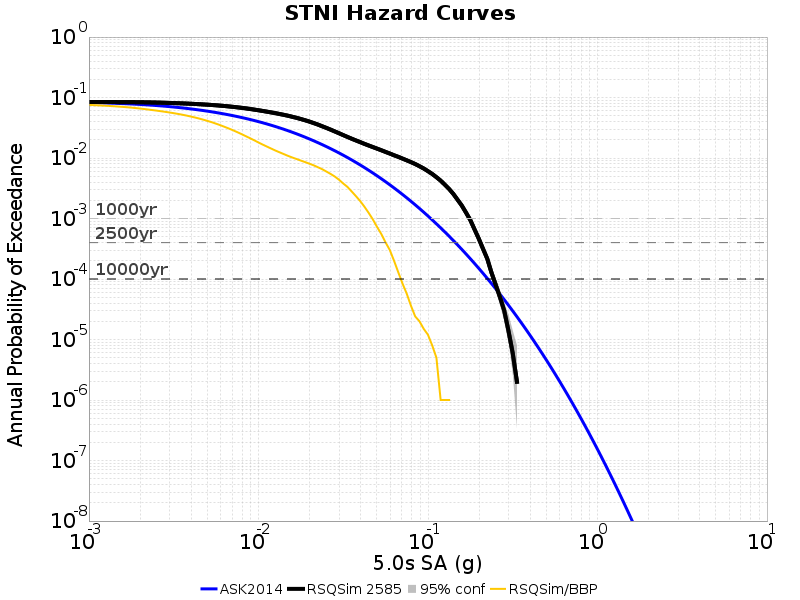 STNI Hazard Curves
Annual Probability of Exceedance
10^0
10^-1
10^-2
10^-3
10^-4
10^-5
10^-6
10^-7
10^-8
1000yr
2500yr
10000yr
10^-3 10^-2 10^-1 10^0 10^1
5.0s SA (g)
ASK2014 RSQSim 2585 95% conf RSQSim/BBP